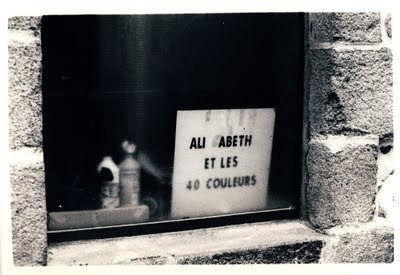 ALI ABETH
ET LES
40 COULEURS